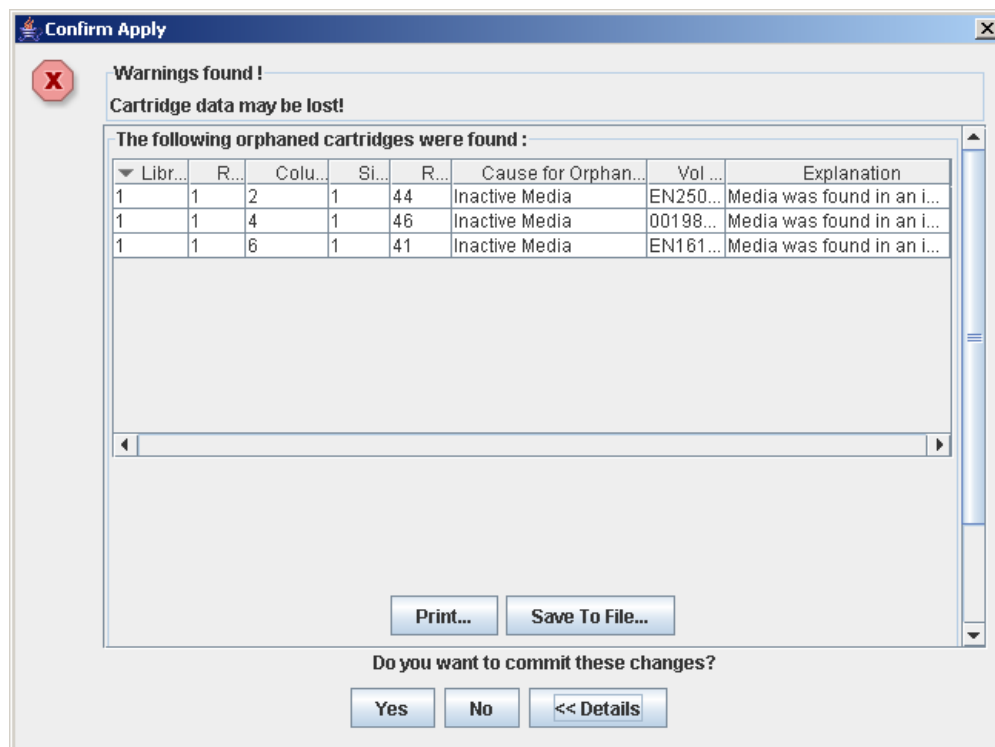 Confirm Apply
Warnings found !
Cartridge data may be lost!
The following orphaned cartridges were found :
Libr... R... Colu... Si... R... Cause for Orphan... Vol ... Explanation
1 1 2 1 44 Inactive Media EN250... Media was found in an i...
1 1 4 1 46 Inactive Media 00198... Media was found in an i...
1 1 6 1 41 Inactive Media EN161... Media was found in an i...
Print... Save To File...
Do you want to commit these changes?
Yes No << Details